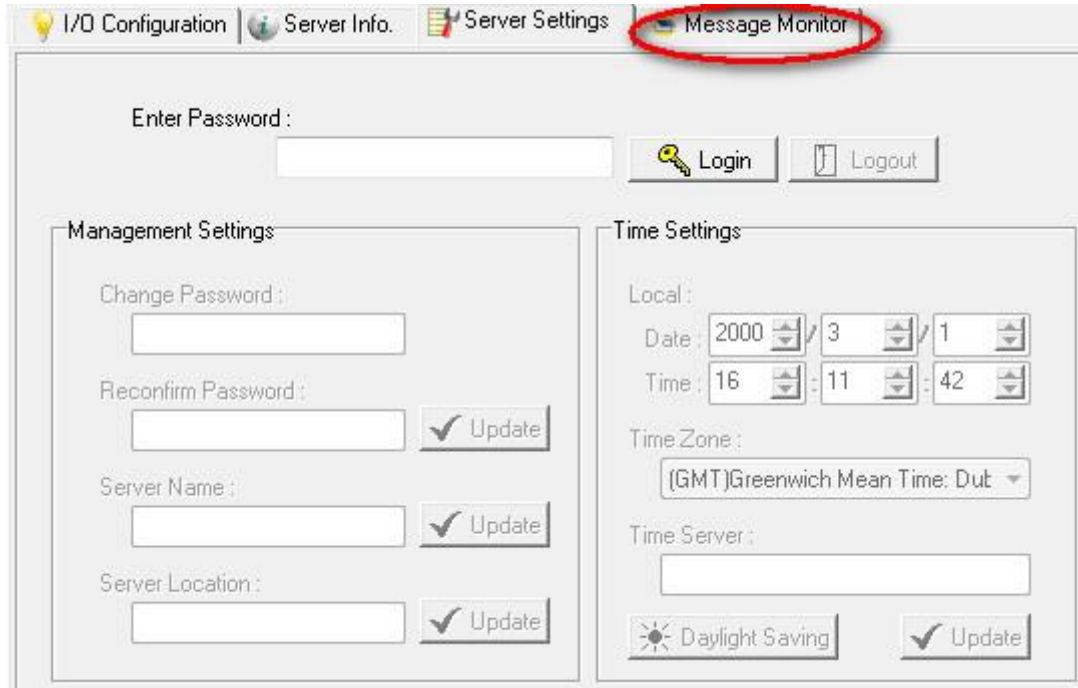 I/O Configuration Server Info. Server Settings Message Monitor
Enter Password :
Login Logout
Management Settings
Change Password :
Reconfirm Password :
Update
Server Name :
Update
Server Location :
Update
Time Settings
Local :
Date : 2000 / 3 / 1
Time : 16 : 11 : 42
Time Zone :
(GMT)Greenwich Mean Time: Dub
Time Server :
Daylight Saving Update